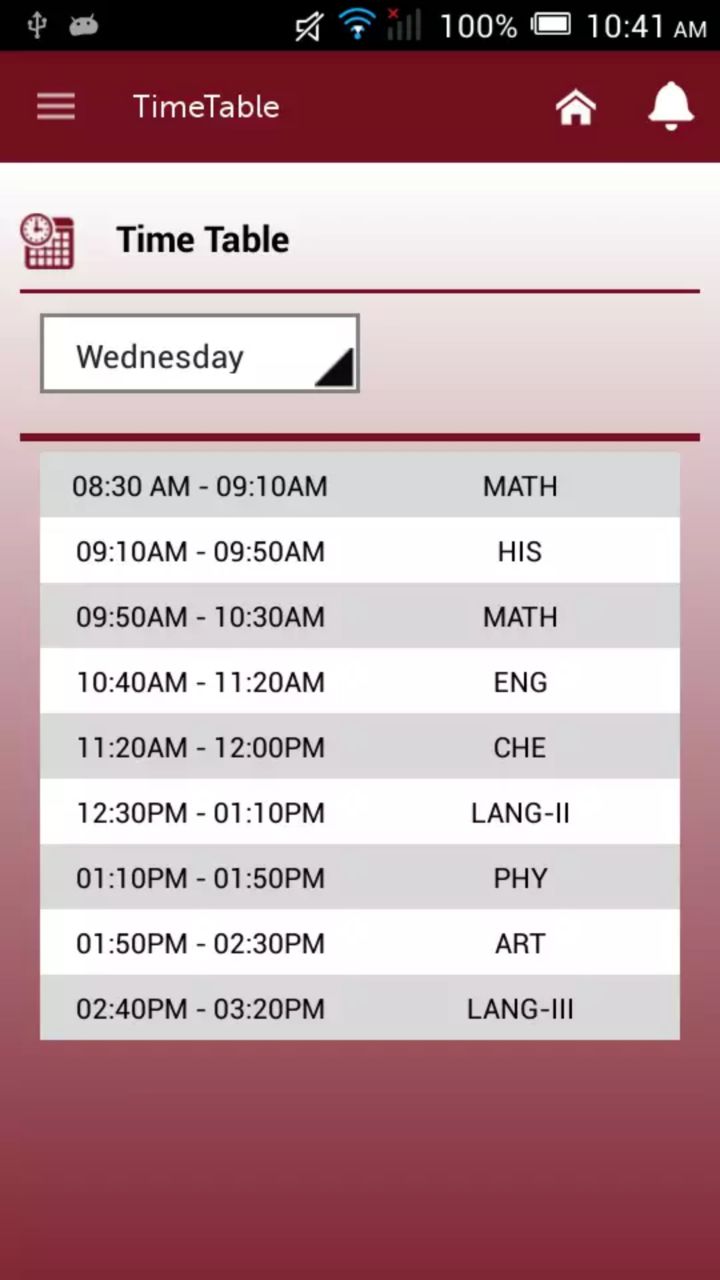 100% 10:41 AM
TimeTable
Time Table
Wednesday
08:30 AM - 09:10AM MATH
09:10AM - 09:50AM HIS
09:50AM - 10:30AM MATH
10:40AM - 11:20AM ENG
11:20AM - 12:00PM CHE
12:30PM - 01:10PM LANG-II
01:10PM - 01:50PM PHY
01:50PM - 02:30PM ART
02:40PM - 03:20PM LANG-III